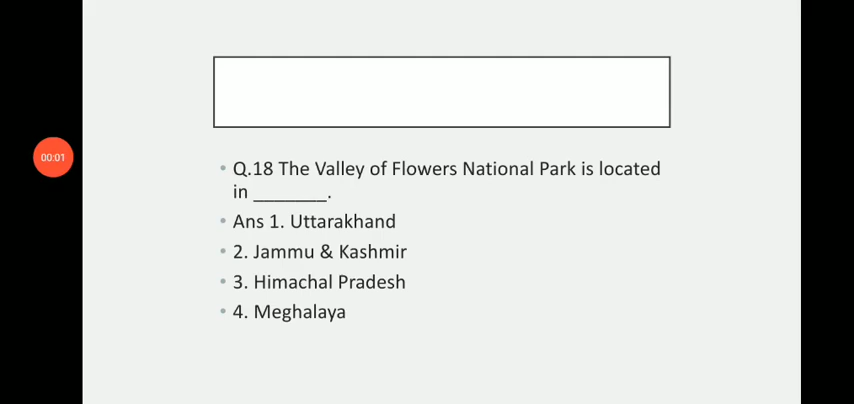 00:01
• Q.18 The Valley of Flowers National Park is located
in _______.
• Ans 1. Uttarakhand
• 2. Jammu & Kashmir
• 3. Himachal Pradesh
• 4. Meghalaya